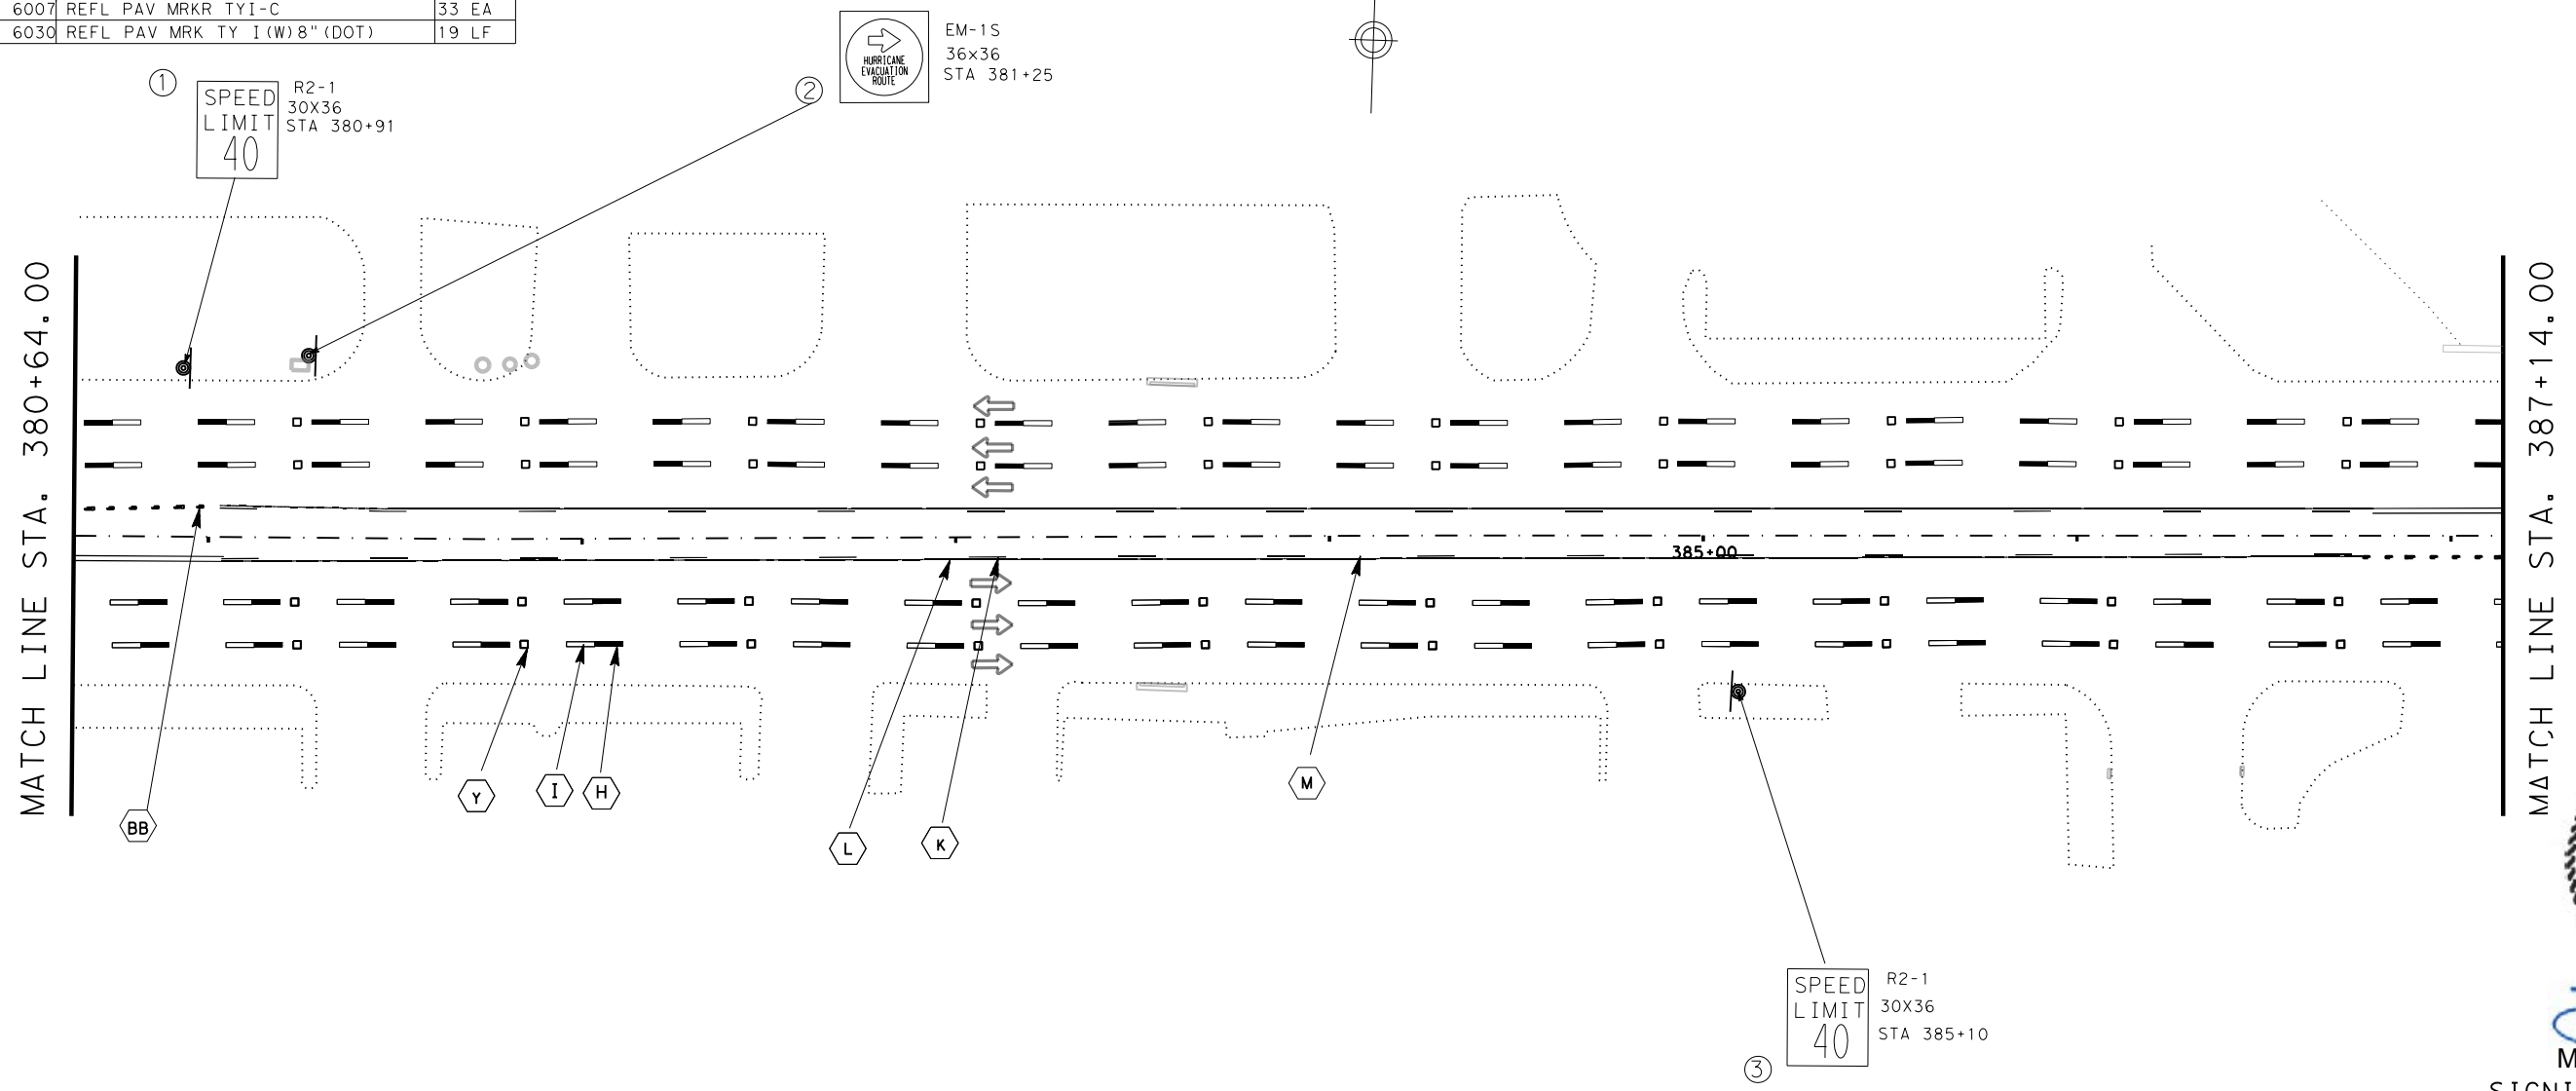 6007 REFL PAV MRKR TYI-C 33 EA
6030 REFL PAV MRK TY I(W)8"(DOT) 19 LF
1
SPEED
LIMIT
40
R2-1
30X36
STA 380+91
2
HURRICANE
EVACUATION
ROUTE
EM-1S
36x36
STA 381+25
MATCH LINE STA. 380+64.00
MATCH LINE STA. 387+14.00
385+00
BB
Y
I
H
L
K
M
SPEED
LIMIT
40
R2-1
30X36
STA 385+10
3